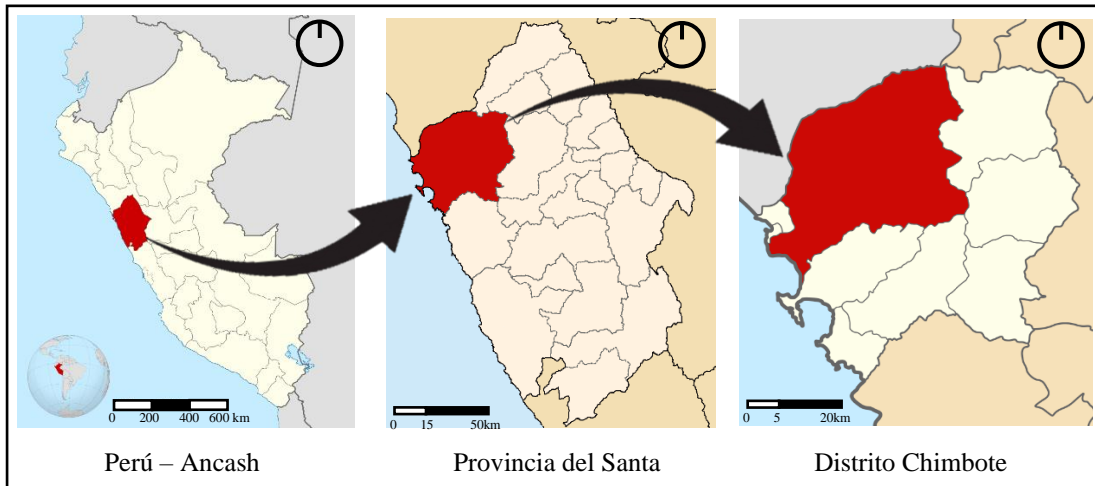 0 200 400 600 km
0 15 50km
0 5 20km
Perú – Ancash
Provincia del Santa
Distrito Chimbote